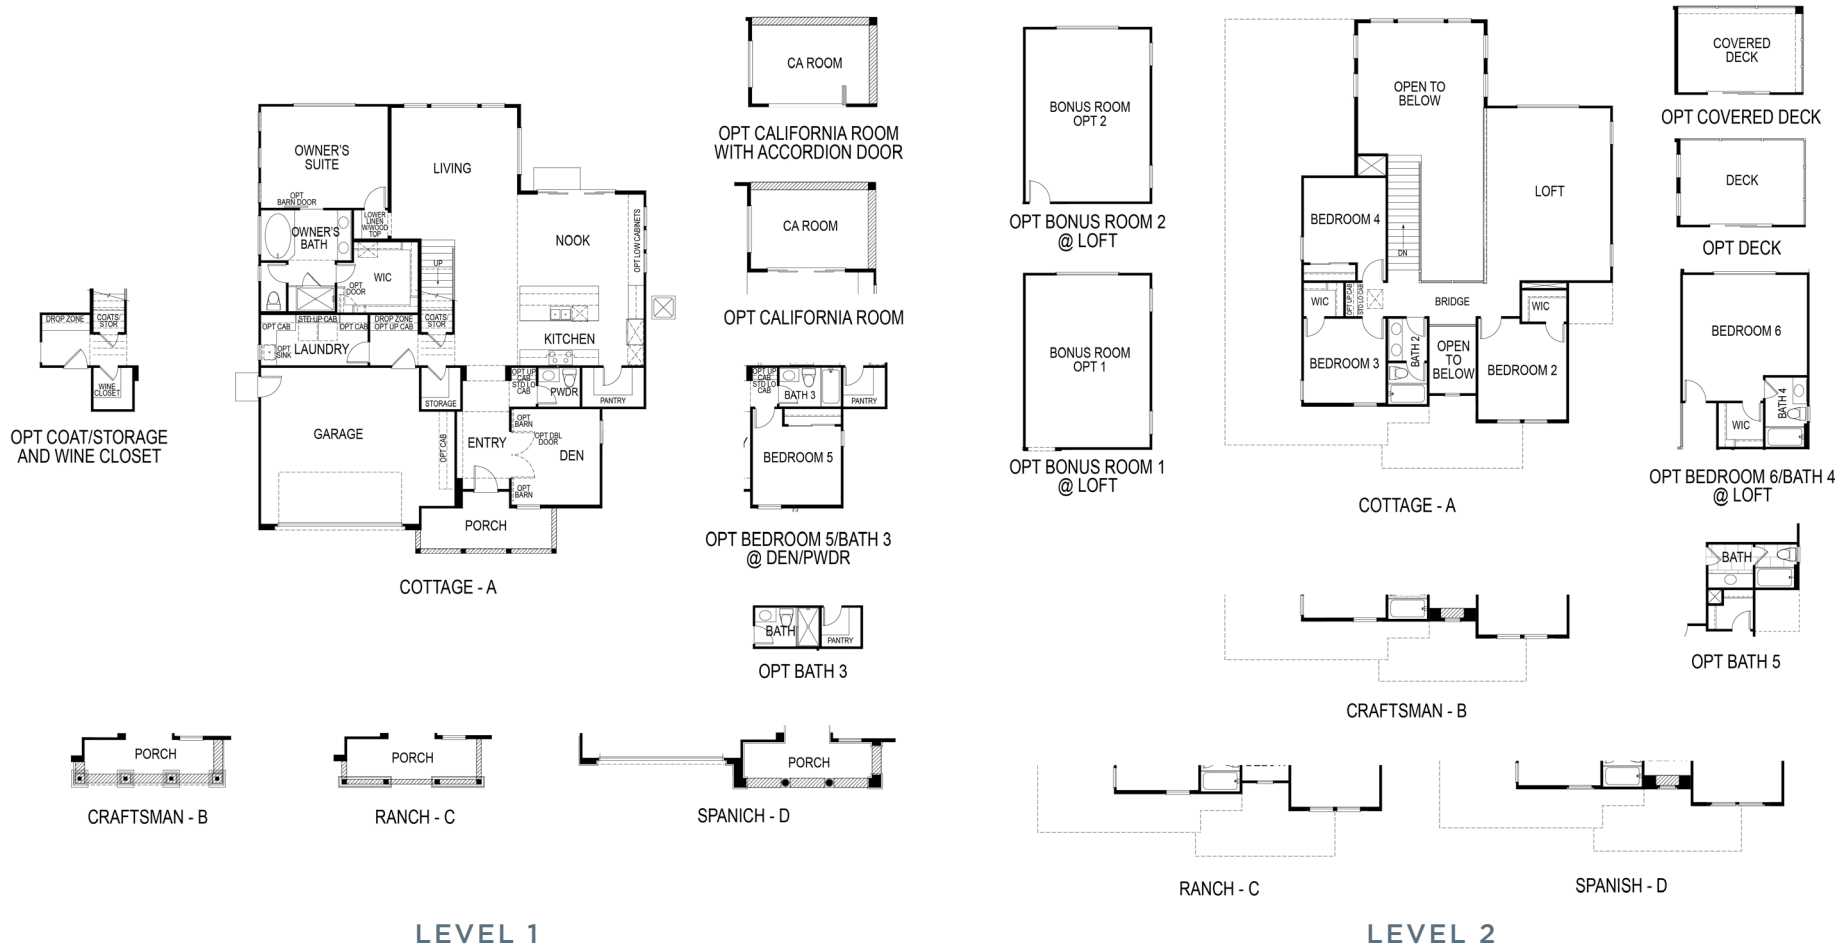 CA ROOM
OPT CALIFORNIA ROOM
WITH ACCORDION DOOR
CA ROOM
OPT CALIFORNIA ROOM
OWNER'S
SUITE
OPT
BARN DOOR
LIVING
LOWER
LINEN
W/WOOD
TOP
OWNER'S
BATH
WIC
OPT
DOOR
UP
NOOK
OPT LOW CABINETS
KITCHEN
DROP ZONE
COATS/
STOR
WINE
CLOSET
OPT COAT/STORAGE
AND WINE CLOSET
OPT CAB
STD UP CAB
OPT CAB
DROP ZONE
OPT UP CAB
COATS/
STOR
OPT
SINK
LAUNDRY
OPT UP
CAB
STD LO
CAB
PWDR
PANTRY
STORAGE
GARAGE
OPT CAB
ENTRY
OPT
BARN
OPT DBL
DOOR
DEN
OPT
BARN
PORCH
COTTAGE - A
OPT UP
CAB
STD LO
CAB
BATH 3
PANTRY
BEDROOM 5
OPT BEDROOM 5/BATH 3
@ DEN/PWDR
BATH
PANTRY
OPT BATH 3
PORCH
CRAFTSMAN - B
PORCH
RANCH - C
PORCH
SPANICH - D
LEVEL 1
BONUS ROOM
OPT 2
OPT BONUS ROOM 2
@ LOFT
BONUS ROOM
OPT 1
OPT BONUS ROOM 1
@ LOFT
OPEN TO
BELOW
LOFT
BEDROOM 4
DN
WIC
OPT UP CAB
STD LO CAB
BRIDGE
WIC
BEDROOM 3
BATH 2
OPEN
TO
BELOW
BEDROOM 2
COTTAGE - A
COVERED
DECK
OPT COVERED DECK
DECK
OPT DECK
BEDROOM 6
BATH 4
WIC
OPT BEDROOM 6/BATH 4
@ LOFT
BATH
OPT BATH 5
CRAFTSMAN - B
RANCH - C
SPANISH - D
LEVEL 2